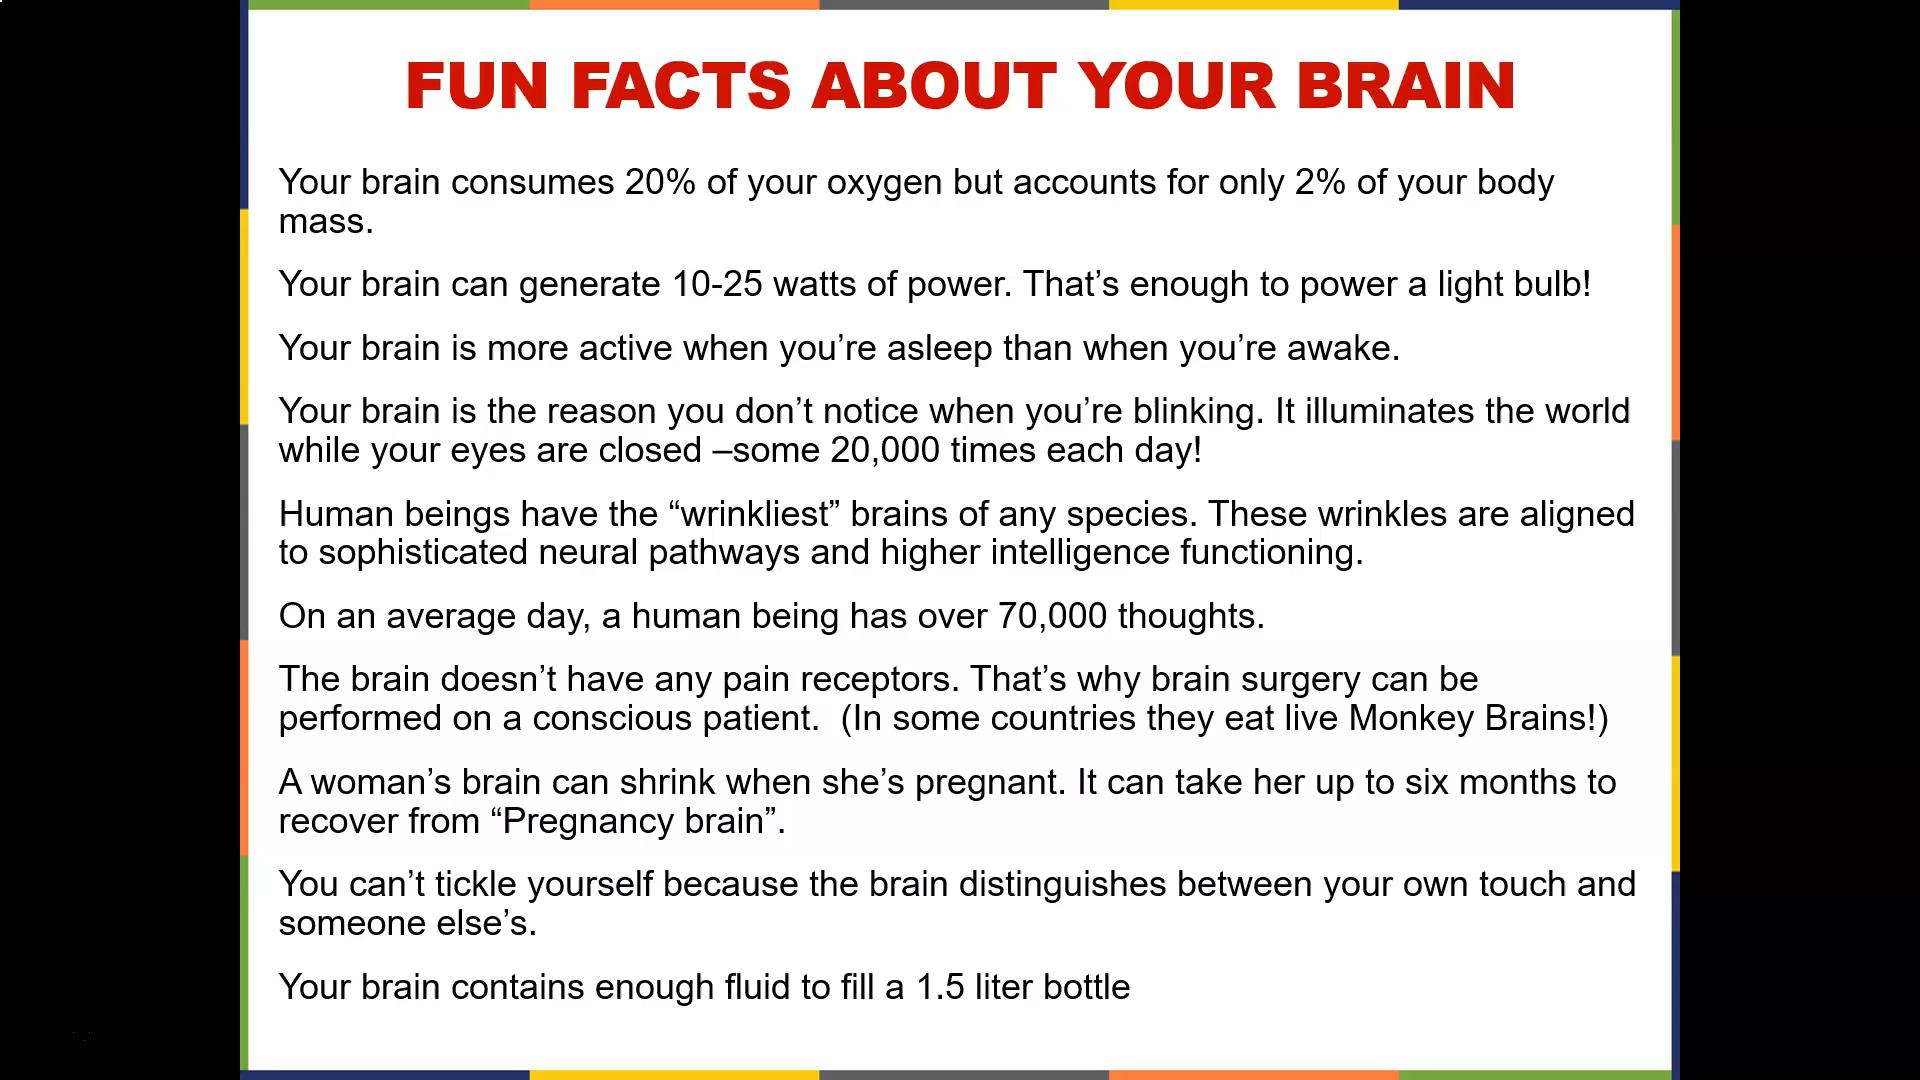 FUN FACTS ABOUT YOUR BRAIN
Your brain consumes 20% of your oxygen but accounts for only 2% of your body
mass.
Your brain can generate 10-25 watts of power. That’s enough to power a light bulb!
Your brain is more active when you’re asleep than when you’re awake.
Your brain is the reason you don’t notice when you’re blinking. It illuminates the world
while your eyes are closed –some 20,000 times each day!
Human beings have the “wrinkliest” brains of any species. These wrinkles are aligned
to sophisticated neural pathways and higher intelligence functioning.
On an average day, a human being has over 70,000 thoughts.
The brain doesn’t have any pain receptors. That’s why brain surgery can be
performed on a conscious patient.  (In some countries they eat live Monkey Brains!)
A woman’s brain can shrink when she’s pregnant. It can take her up to six months to
recover from “Pregnancy brain”.
You can’t tickle yourself because the brain distinguishes between your own touch and
someone else’s.
Your brain contains enough fluid to fill a 1.5 liter bottle